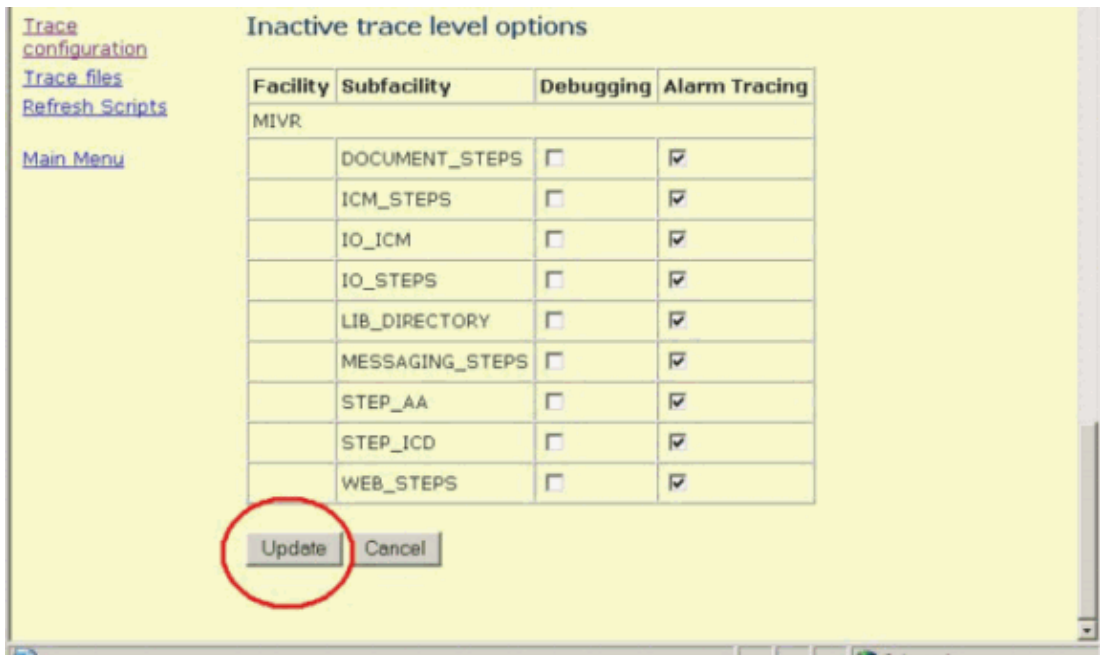 Trace
configuration
Trace files
Refresh Scripts
Main Menu
Inactive trace level options
Facility Subfacility Debugging Alarm Tracing
MIVR
DOCUMENT_STEPS
ICM_STEPS
IO_ICM
IO_STEPS
LIB_DIRECTORY
MESSAGING_STEPS
STEP_AA
STEP_ICD
WEB_STEPS
Update Cancel